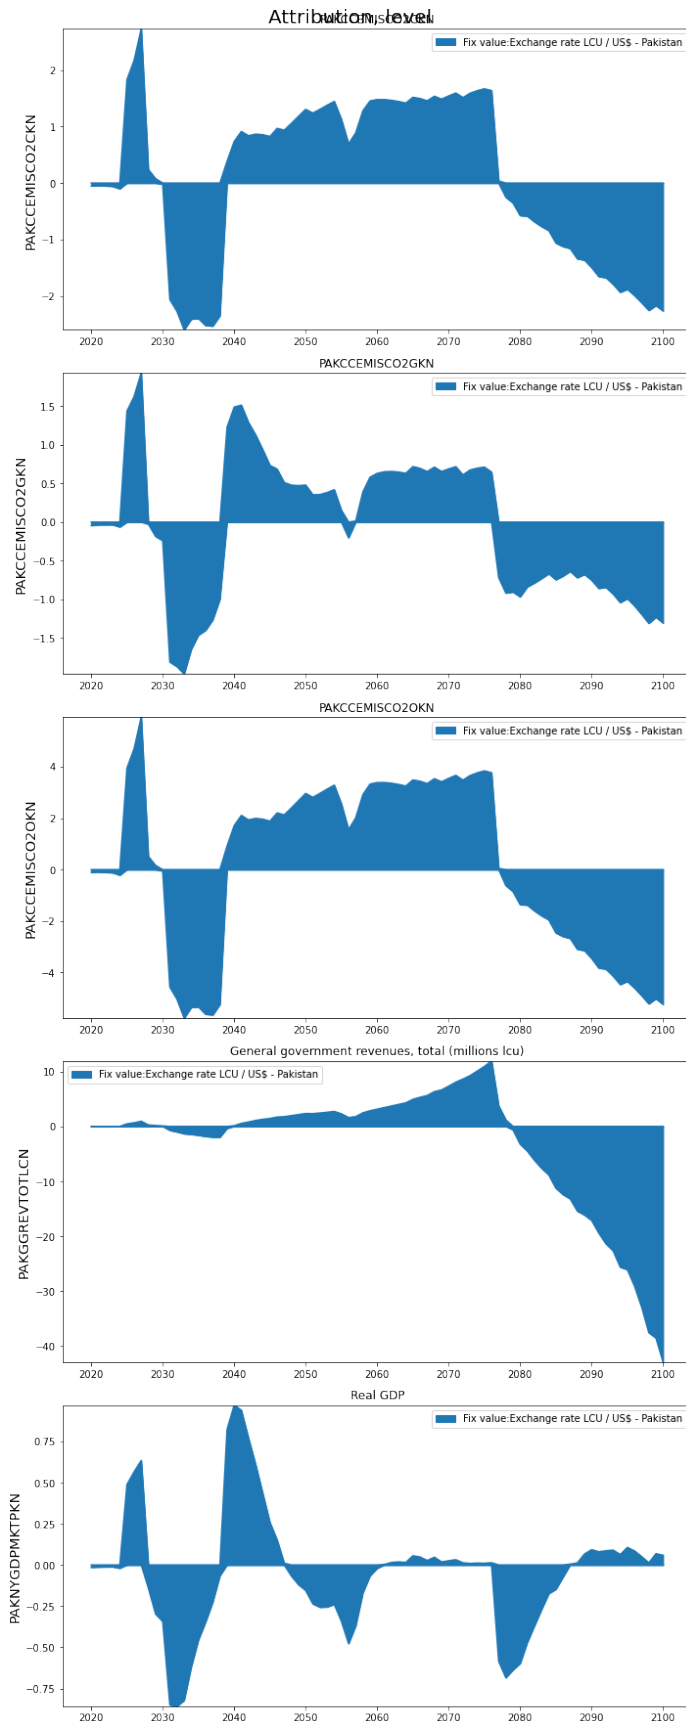 Attribution, level
PAKCCEMISCO2CKN
Fix value:Exchange rate LCU / US$ - Pakistan
PAKCCEMISCO2CKN
2
1
0
−1
−2
2020 2030 2040 2050 2060 2070 2080 2090 2100
PAKCCEMISCO2GKN
Fix value:Exchange rate LCU / US$ - Pakistan
PAKCCEMISCO2GKN
1.5
1.0
0.5
0.0
−0.5
−1.0
−1.5
2020 2030 2040 2050 2060 2070 2080 2090 2100
PAKCCEMISCO2OKN
Fix value:Exchange rate LCU / US$ - Pakistan
PAKCCEMISCO2OKN
4
2
0
−2
−4
2020 2030 2040 2050 2060 2070 2080 2090 2100
General government revenues, total (millions lcu)
Fix value:Exchange rate LCU / US$ - Pakistan
PAKGGREVTOTLCN
10
0
−10
−20
−30
−40
2020 2030 2040 2050 2060 2070 2080 2090 2100
Real GDP
Fix value:Exchange rate LCU / US$ - Pakistan
PAKNYGDPMKTPKN
0.75
0.50
0.25
0.00
−0.25
−0.50
−0.75
2020 2030 2040 2050 2060 2070 2080 2090 2100